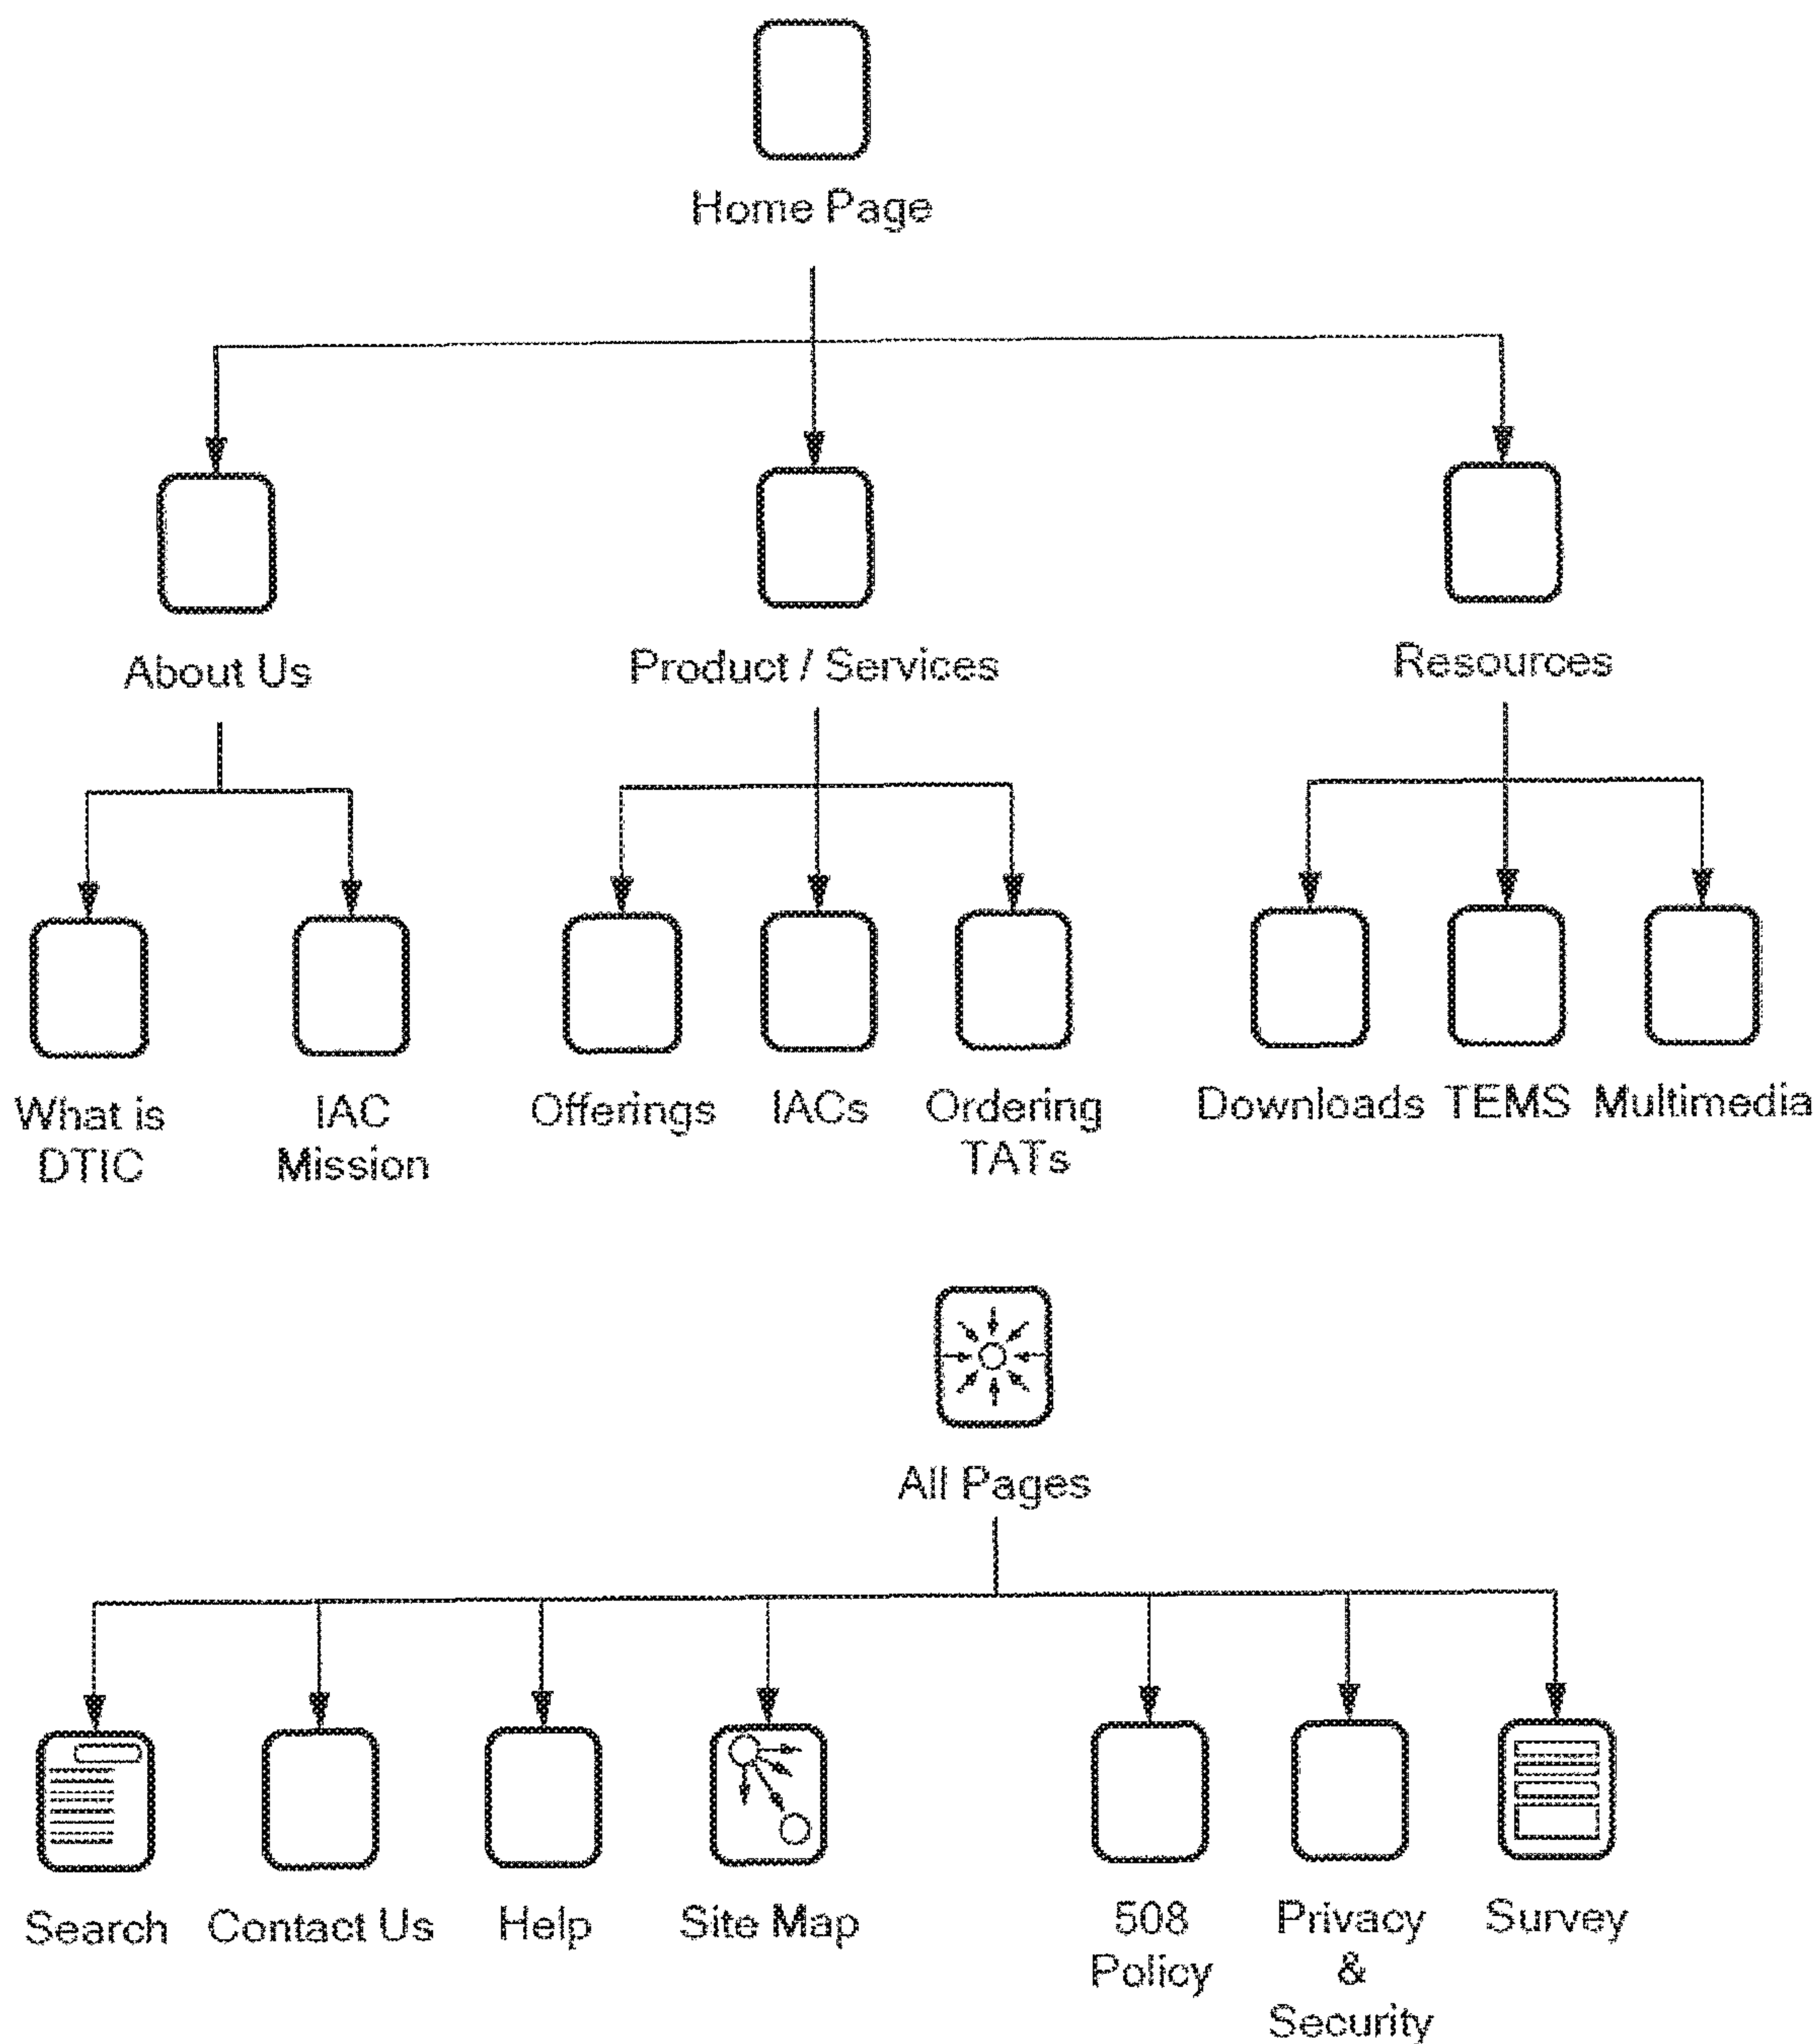 Home Page
About Us
Product / Services
Resources
What is
DTIC
IAC
Mission
Offerings
IACs
Ordering
TATs
Downloads
TEMS
Multimedia
All Pages
Search
Contact Us
Help
Site Map
508
Policy
Privacy
&
Security
Survey